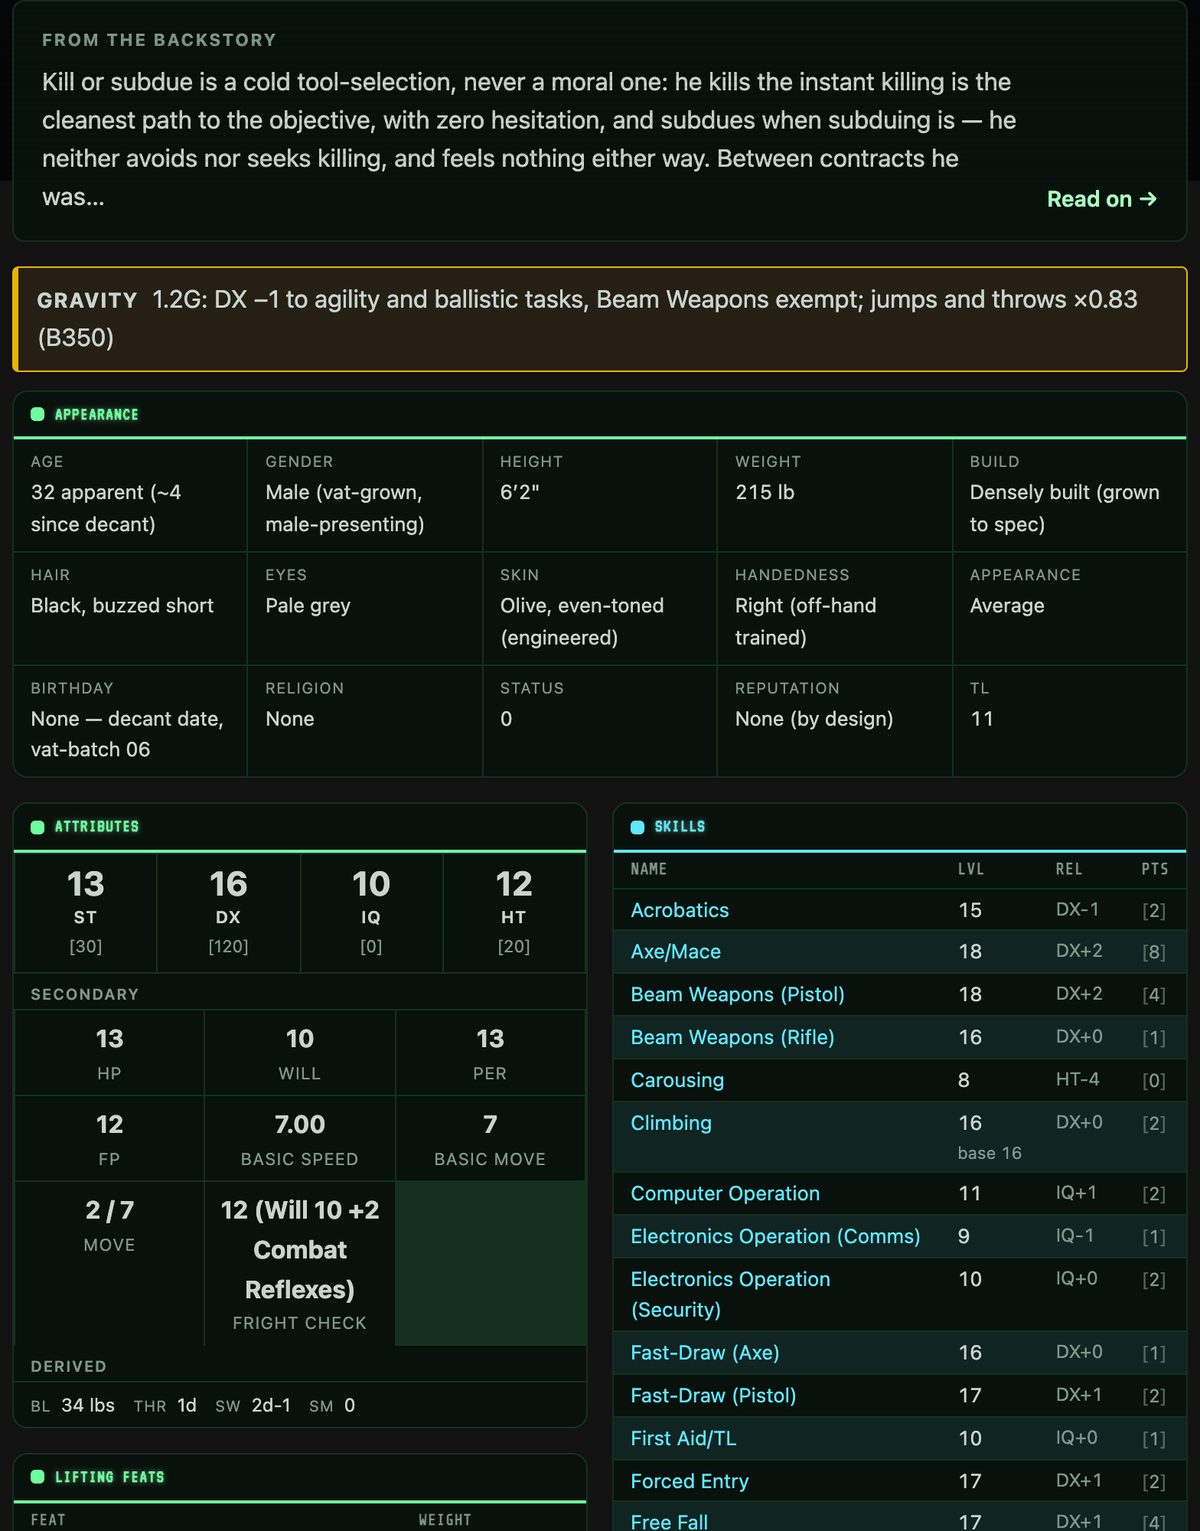 FROM THE BACKSTORY
Kill or subdue is a cold tool-selection, never a moral one: he kills the instant killing is the
cleanest path to the objective, with zero hesitation, and subdues when subduing is — he
neither avoids nor seeks killing, and feels nothing either way. Between contracts he
was...
Read on →
GRAVITY 1.2G: DX −1 to agility and ballistic tasks, Beam Weapons exempt; jumps and throws ×0.83
(B350)
APPEARANCE
AGE
32 apparent (~4
since decant)
GENDER
Male (vat-grown,
male-presenting)
HEIGHT
6′2"
WEIGHT
215 lb
BUILD
Densely built (grown
to spec)
HAIR
Black, buzzed short
EYES
Pale grey
SKIN
Olive, even-toned
(engineered)
HANDEDNESS
Right (off-hand
trained)
APPEARANCE
Average
BIRTHDAY
None — decant date,
vat-batch 06
RELIGION
None
STATUS
0
REPUTATION
None (by design)
TL
11
ATTRIBUTES
13
ST
[30]
16
DX
[120]
10
IQ
[0]
12
HT
[20]
SECONDARY
13
HP
10
WILL
13
PER
12
FP
7.00
BASIC SPEED
7
BASIC MOVE
2 / 7
MOVE
12 (Will 10 +2
Combat
Reflexes)
FRIGHT CHECK
DERIVED
BL 34 lbs THR 1d SW 2d-1 SM 0
LIFTING FEATS
FEAT WEIGHT
SKILLS
NAME LVL REL PTS
Acrobatics 15 DX-1 [2]
Axe/Mace 18 DX+2 [8]
Beam Weapons (Pistol) 18 DX+2 [4]
Beam Weapons (Rifle) 16 DX+0 [1]
Carousing 8 HT-4 [0]
Climbing 16 DX+0 [2]
base 16
Computer Operation 11 IQ+1 [2]
Electronics Operation (Comms) 9 IQ-1 [1]
Electronics Operation 10 IQ+0 [2]
(Security)
Fast-Draw (Axe) 16 DX+0 [1]
Fast-Draw (Pistol) 17 DX+1 [2]
First Aid/TL 10 IQ+0 [1]
Forced Entry 17 DX+1 [2]
Free Fall 17 DX+1 [4]